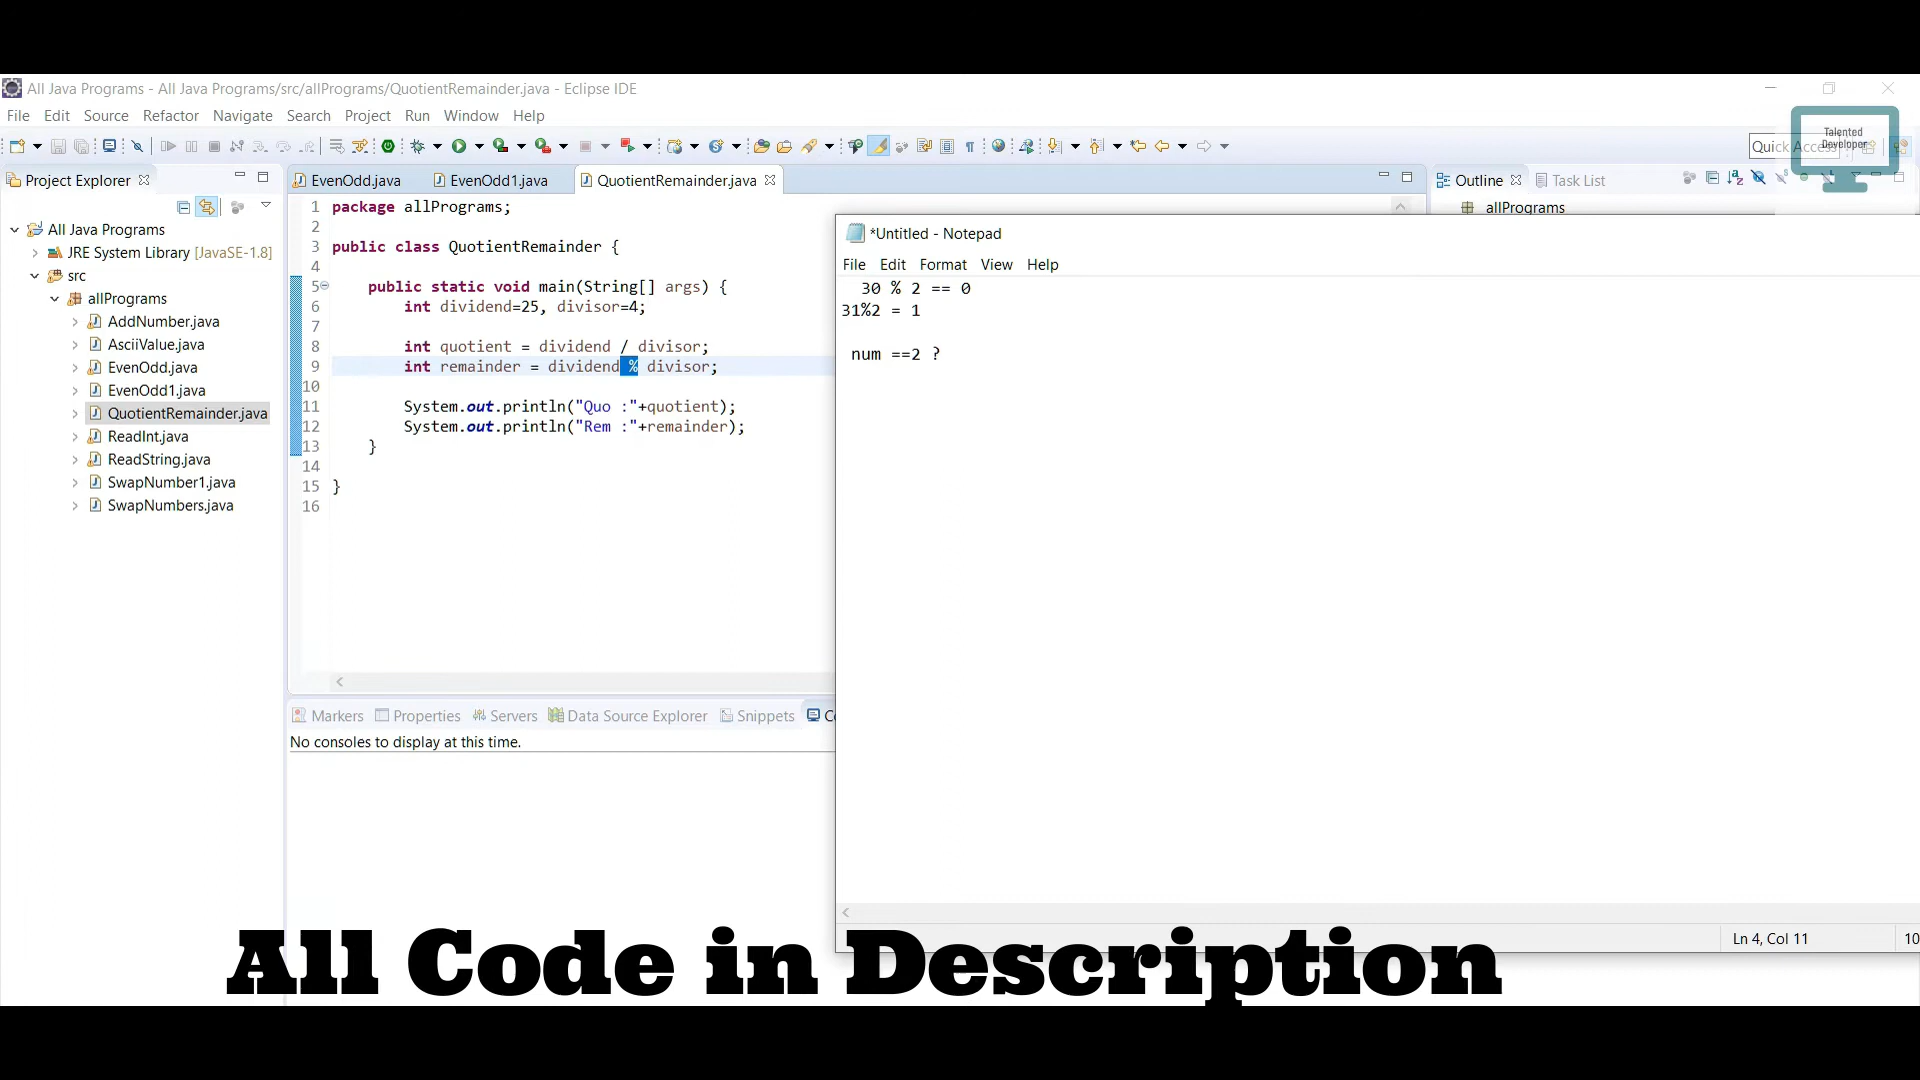 All Java Programs - All Java Programs/src/allPrograms/QuotientRemainder.java - Eclipse IDE
File Edit Source Refactor Navigate Search Project Run Window Help
Quick Access
Talented
Developer
Project Explorer
All Java Programs
JRE System Library [JavaSE-1.8]
src
allPrograms
AddNumber.java
AsciiValue.java
EvenOdd.java
EvenOdd1.java
QuotientRemainder.java
ReadInt.java
ReadString.java
SwapNumber1.java
SwapNumbers.java
EvenOdd.java EvenOdd1.java QuotientRemainder.java
1 package allPrograms;
2
3 public class QuotientRemainder {
4
5 public static void main(String[] args) {
6 int dividend=25, divisor=4;
7
8 int quotient = dividend / divisor;
9 int remainder = dividend % divisor;
10
11 System.out.println("Quo :"+quotient);
12 System.out.println("Rem :"+remainder);
13 }
14
15 }
16
Outline Task List
allPrograms
*Untitled - Notepad
File Edit Format View Help
30 % 2 == 0
31%2 = 1
num ==2 ?
Ln 4, Col 11
10
Markers Properties Servers Data Source Explorer Snippets
No consoles to display at this time.
All Code in Description